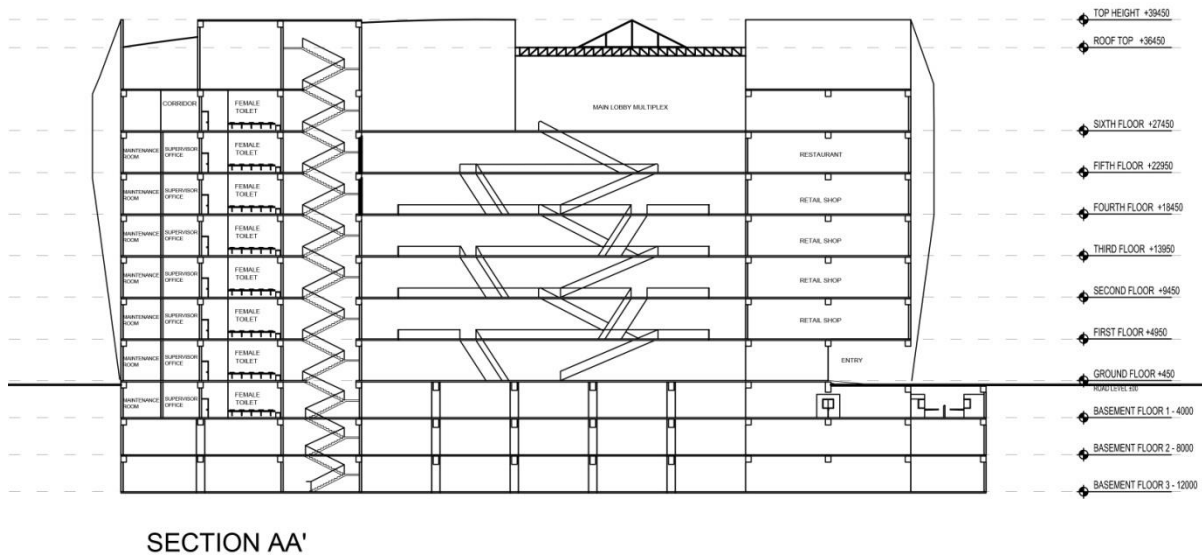 TOP HEIGHT +39450
ROOF TOP +36450
CORRIDOR
FEMALE
TOILET
MAIN LOBBY MULTIPLEX
SIXTH FLOOR +27450
MAINTENANCE
ROOM
SUPERVISOR
OFFICE
FEMALE
TOILET
RESTAURANT
FIFTH FLOOR +22950
MAINTENANCE
ROOM
SUPERVISOR
OFFICE
FEMALE
TOILET
RETAIL SHOP
FOURTH FLOOR +18450
MAINTENANCE
ROOM
SUPERVISOR
OFFICE
FEMALE
TOILET
RETAIL SHOP
THIRD FLOOR +13950
MAINTENANCE
ROOM
SUPERVISOR
OFFICE
FEMALE
TOILET
RETAIL SHOP
SECOND FLOOR +9450
MAINTENANCE
ROOM
SUPERVISOR
OFFICE
FEMALE
TOILET
RETAIL SHOP
FIRST FLOOR +4950
MAINTENANCE
ROOM
SUPERVISOR
OFFICE
FEMALE
TOILET
ENTRY
GROUND FLOOR +450
ROAD LEVEL ±00
MAINTENANCE
ROOM
SUPERVISOR
OFFICE
FEMALE
TOILET
BASEMENT FLOOR 1 - 4000
BASEMENT FLOOR 2 - 8000
BASEMENT FLOOR 3 - 12000
SECTION AA'